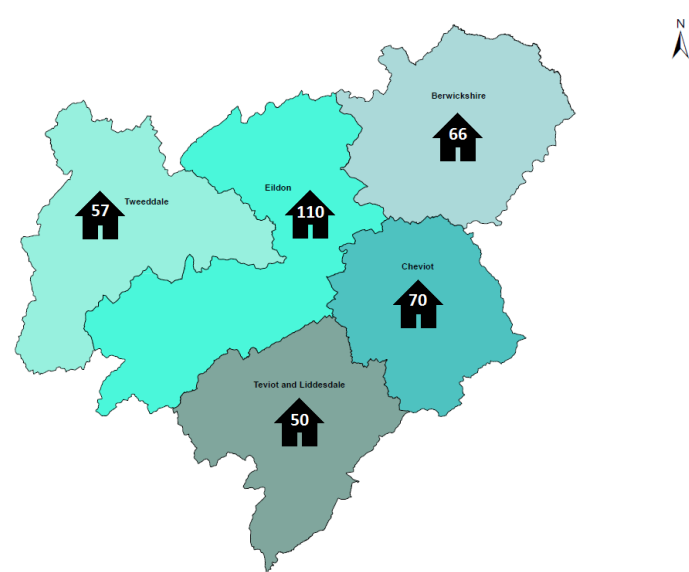 N
Berwickshire
66
Eildon
110
Tweeddale
57
Cheviot
70
Teviot and Liddesdale
50